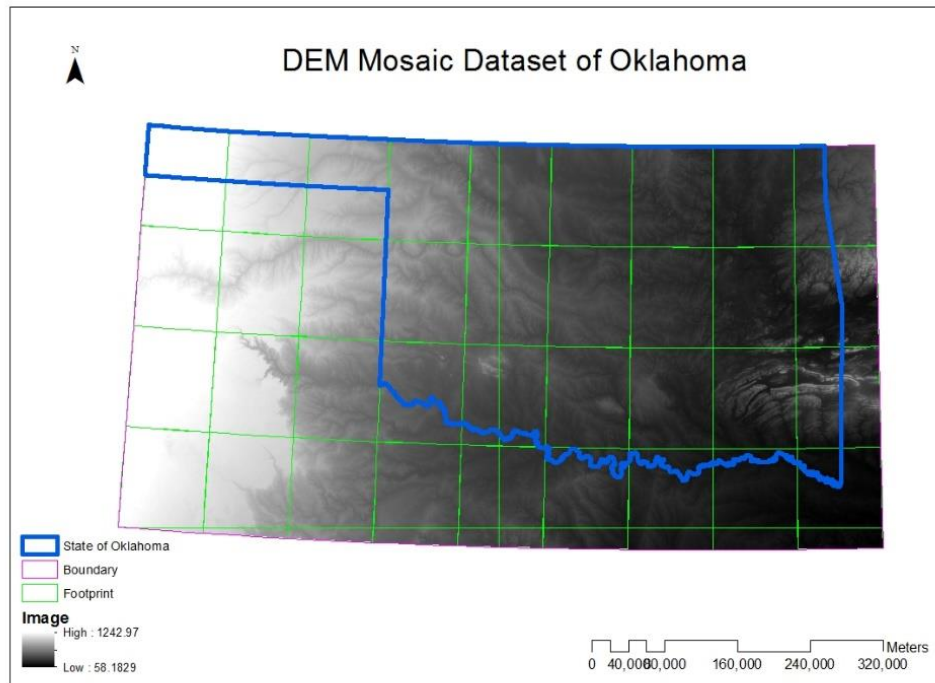 DEM Mosaic Dataset of Oklahoma
N
State of Oklahoma
Boundary
Footprint
Image
High : 1242.97
Low : 58.1829
Meters
0 40,000 80,000 160,000 240,000 320,000